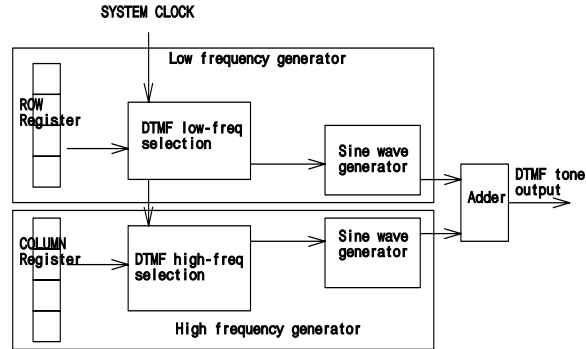 SYSTEM CLOCK
Low frequency generator
ROW
Register
DTMF low-freq
selection
Sine wave
generator
Adder
DTMF tone
output
COLUMN
Register
DTMF high-freq
selection
Sine wave
generator
High frequency generator